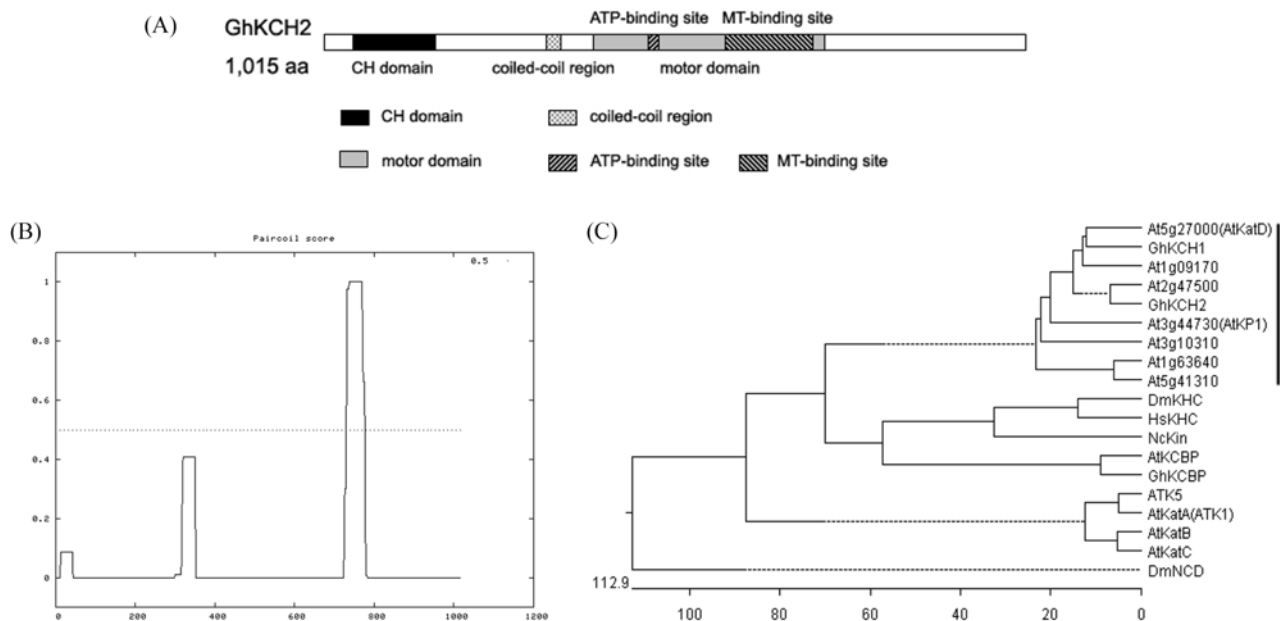 (A)
GhKCH2
1,015 aa
ATP-binding site MT-binding site
CH domain coiled-coil region motor domain
CH domain coiled-coil region
motor domain ATP-binding site MT-binding site
(B)
Paircoil score
0.5
1
0.8
0.6
0.4
0.2
0
0 200 400 600 800 1000 1200
(C)
At5g27000(AtKatD)
GhKCH1
At1g09170
At2g47500
GhKCH2
At3g44730(AtKP1)
At3g10310
At1g63640
At5g41310
DmKHC
HsKHC
NcKin
AtKCBP
GhKCBP
ATK5
AtKatA(ATK1)
AtKatB
AtKatC
DmNCD
112.9
100 80 60 40 20 0